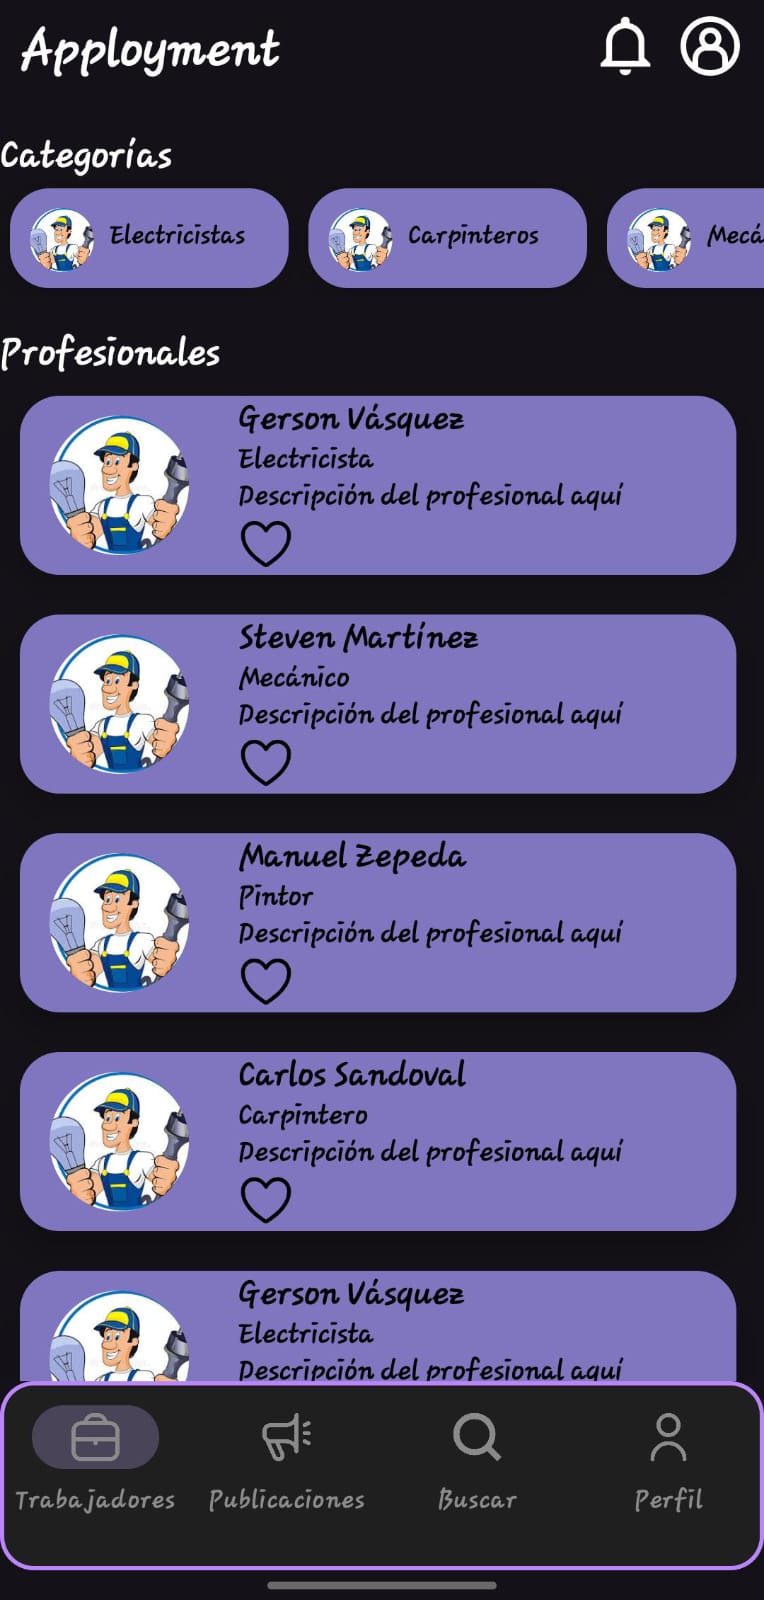 Apployment
Categorías
Electricistas
Carpinteros
Mecá
Profesionales
Gerson Vásquez
Electricista
Descripción del profesional aquí
Steven Martínez
Mecánico
Descripción del profesional aquí
Manuel Zepeda
Pintor
Descripción del profesional aquí
Carlos Sandoval
Carpintero
Descripción del profesional aquí
Gerson Vásquez
Electricista
Descripción del profesional aquí
Trabajadores
Publicaciones
Buscar
Perfil